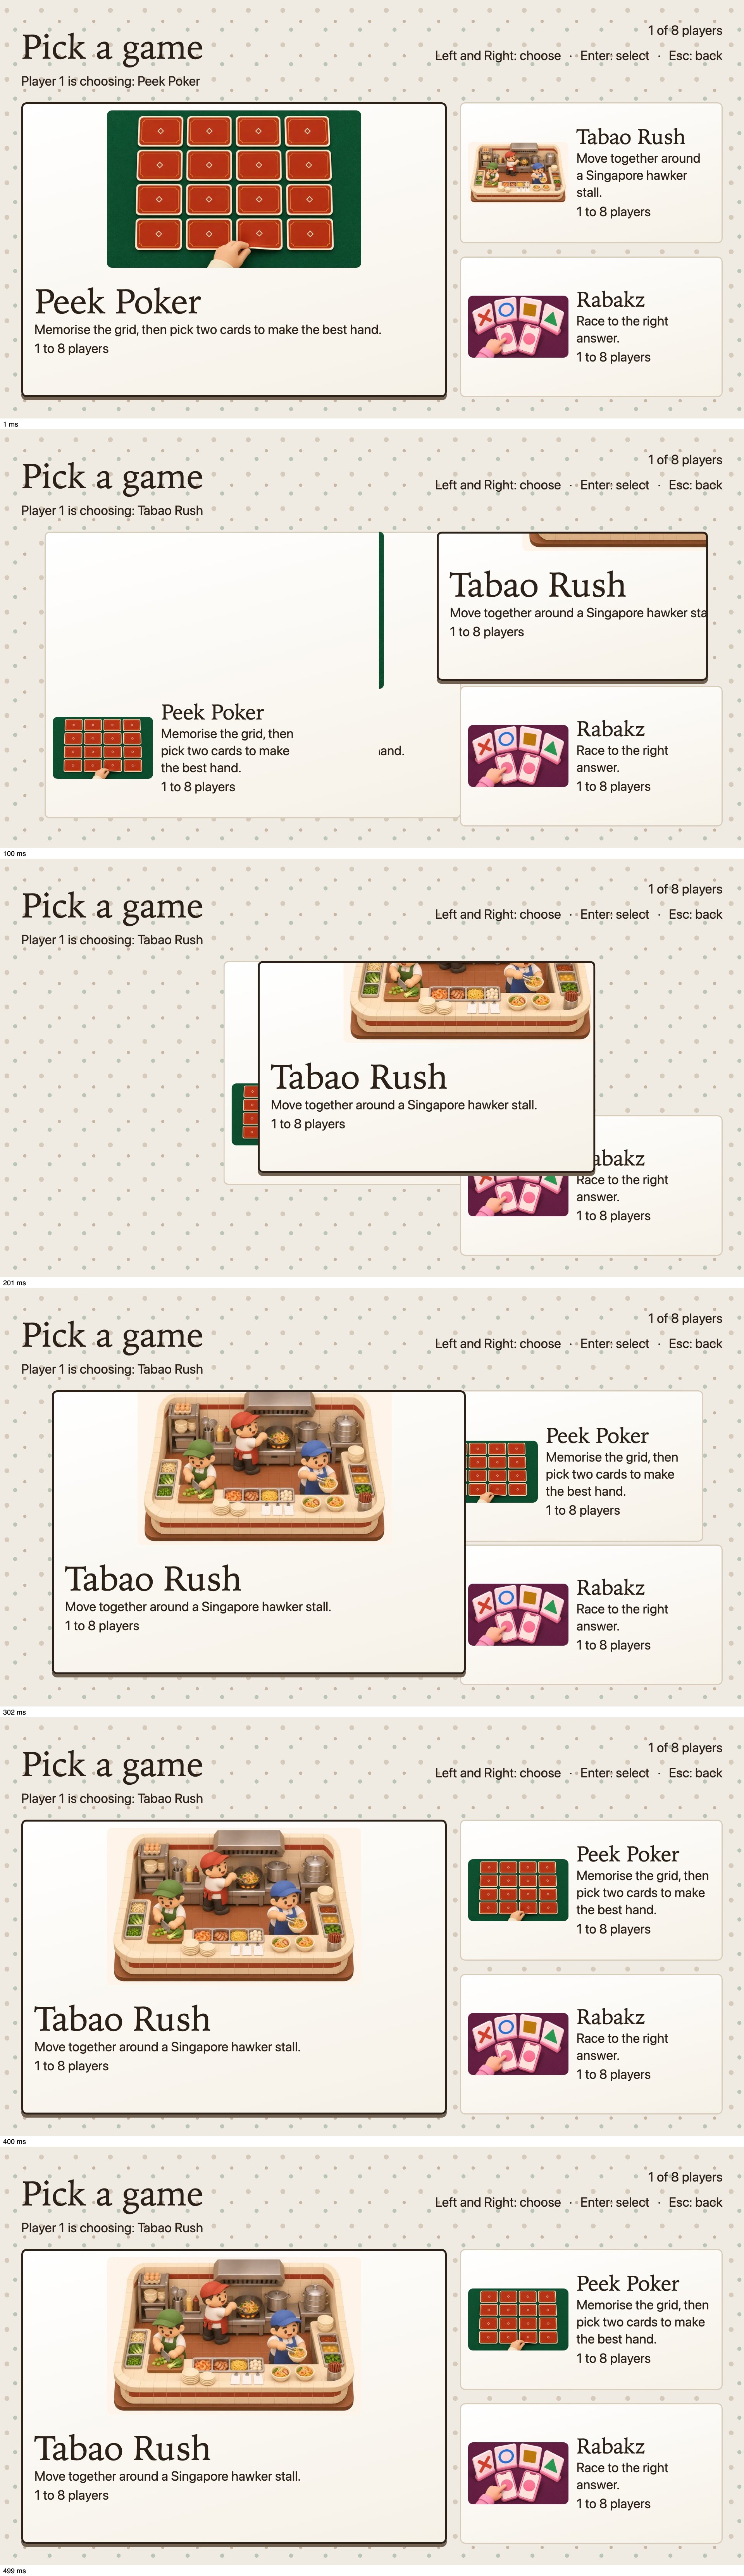 Pick a game
1 of 8 players
Left and Right: choose · Enter: select · Esc: back
Player 1 is choosing: Peek Poker
Peek Poker
Memorise the grid, then pick two cards to make the best hand.
1 to 8 players
Tabao Rush
Move together around
a Singapore hawker
stall.
1 to 8 players
Rabakz
Race to the right
answer.
1 to 8 players
1 ms
Pick a game
1 of 8 players
Left and Right: choose · Enter: select · Esc: back
Player 1 is choosing: Tabao Rush
Peek Poker
Memorise the grid, then
pick two cards to make
the best hand.
1 to 8 players
hand.
Tabao Rush
Move together around a Singapore hawker sta
1 to 8 players
Rabakz
Race to the right
answer.
1 to 8 players
100 ms
Pick a game
1 of 8 players
Left and Right: choose · Enter: select · Esc: back
Player 1 is choosing: Tabao Rush
Tabao Rush
Move together around a Singapore hawker stall.
1 to 8 players
abakz
Race to the right
answer.
1 to 8 players
201 ms
Pick a game
1 of 8 players
Left and Right: choose · Enter: select · Esc: back
Player 1 is choosing: Tabao Rush
Tabao Rush
Move together around a Singapore hawker stall.
1 to 8 players
Peek Poker
Memorise the grid, then
pick two cards to make
the best hand.
1 to 8 players
Rabakz
Race to the right
answer.
1 to 8 players
302 ms
Pick a game
1 of 8 players
Left and Right: choose · Enter: select · Esc: back
Player 1 is choosing: Tabao Rush
Tabao Rush
Move together around a Singapore hawker stall.
1 to 8 players
Peek Poker
Memorise the grid, then
pick two cards to make
the best hand.
1 to 8 players
Rabakz
Race to the right
answer.
1 to 8 players
400 ms
Pick a game
1 of 8 players
Left and Right: choose · Enter: select · Esc: back
Player 1 is choosing: Tabao Rush
Tabao Rush
Move together around a Singapore hawker stall.
1 to 8 players
Peek Poker
Memorise the grid, then
pick two cards to make
the best hand.
1 to 8 players
Rabakz
Race to the right
answer.
1 to 8 players
499 ms